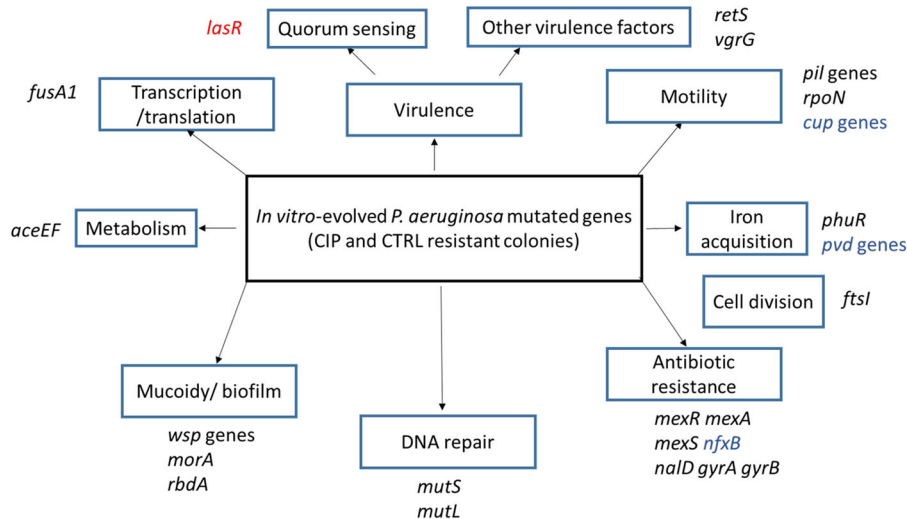 lasR
Quorum sensing
Other virulence factors
retS
vgrG
fusA1
Transcription
/translation
Virulence
Motility
pil genes
rpoN
cup genes
In vitro-evolved P. aeruginosa mutated genes
(CIP and CTRL resistant colonies)
aceEF
Metabolism
Iron
acquisition
phuR
pvd genes
Cell division
ftsI
Mucoidy/ biofilm
wsp genes
morA
rbdA
DNA repair
mutS
mutL
Antibiotic
resistance
mexR mexA
mexS nfxB
nalD gyrA gyrB